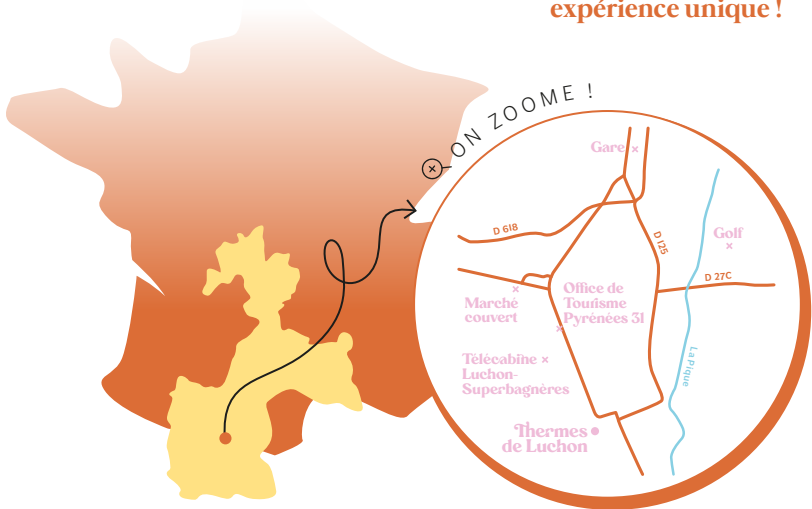 expérience unique !
ON ZOOME !
Gare
D 618
D 125
Golf
D 27C
Marché
couvert
Office de
Tourisme
Pyrénées 31
Télécabine
Luchon-
Superbagnères
La Pique
Thermes
de Luchon